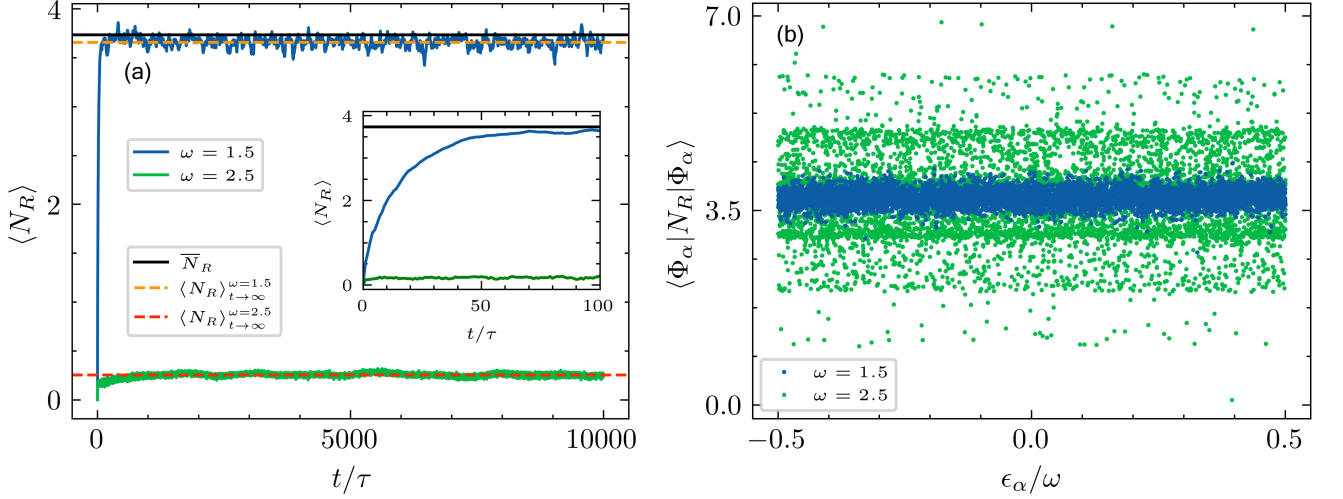 (a)
⟨N_R⟩
4
2
0
0
5000
10000
t/τ
ω = 1.5
ω = 2.5
N̅_R
⟨N_R⟩^{ω=1.5}_{t→∞}
⟨N_R⟩^{ω=2.5}_{t→∞}
⟨N_R⟩
4
2
0
0
50
100
t/τ
(b)
⟨Φ_α|N_R|Φ_α⟩
7.0
3.5
0.0
−0.5
0.0
0.5
ϵ_α/ω
ω = 1.5
ω = 2.5